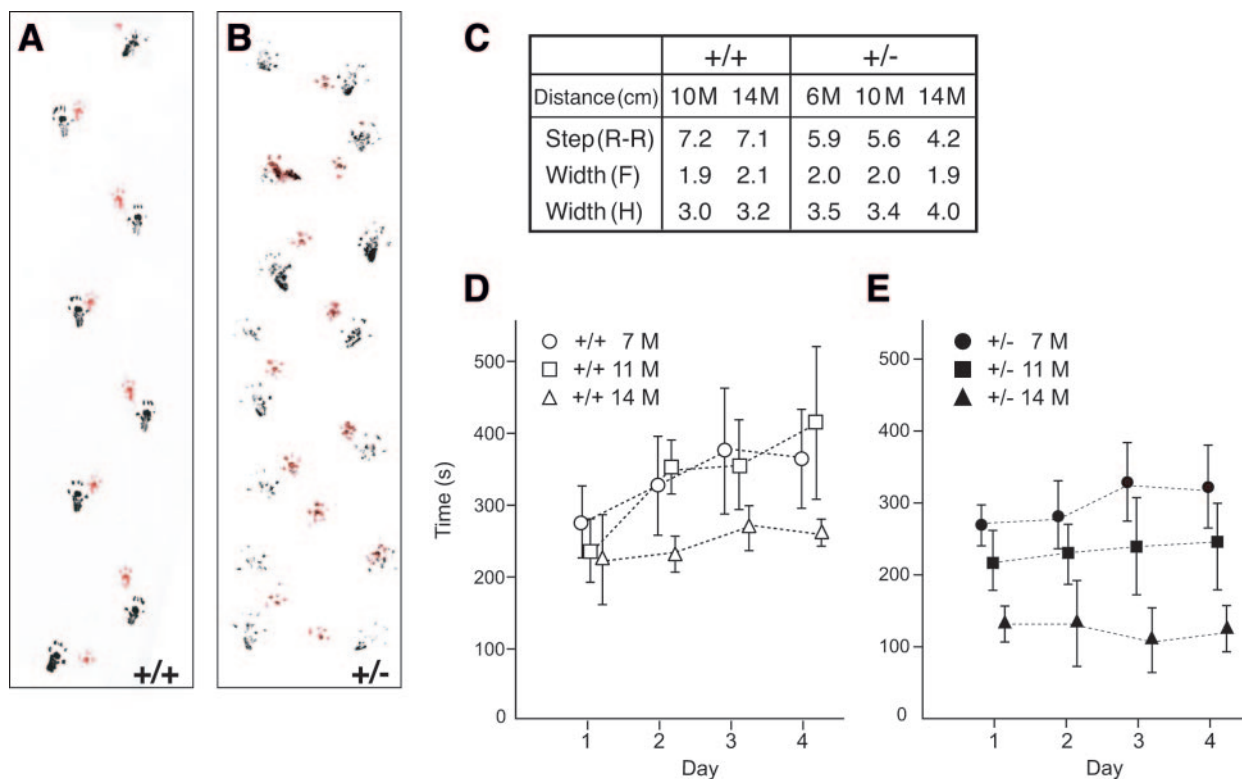 A
+/+
B
+/-
C
+/+ +/-
Distance(cm) 10M 14M 6M 10M 14M
Step(R-R) 7.2 7.1 5.9 5.6 4.2
Width(F) 1.9 2.1 2.0 2.0 1.9
Width(H) 3.0 3.2 3.5 3.4 4.0
D
+/+ 7 M
+/+ 11 M
+/+ 14 M
500
400
300
200
100
0
Time (s)
1 2 3 4
Day
E
+/- 7 M
+/- 11 M
+/- 14 M
500
400
300
200
100
0
1 2 3 4
Day